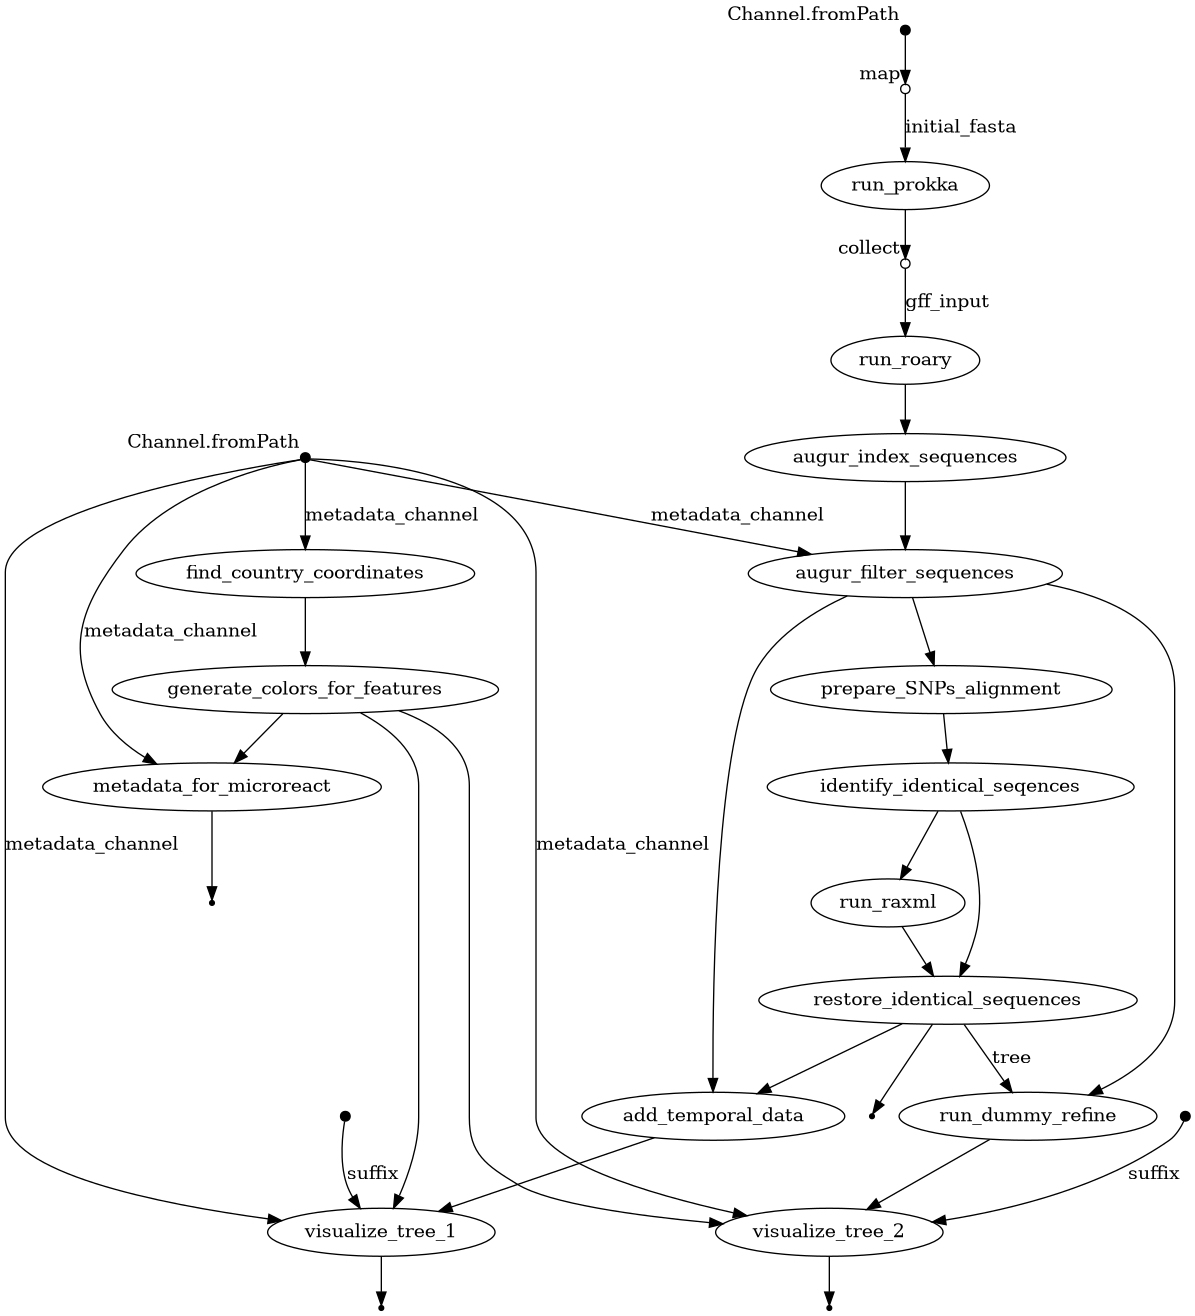 Channel.fromPath
map
initial_fasta
run_prokka
collect
gff_input
run_roary
Channel.fromPath
augur_index_sequences
metadata_channel
metadata_channel
find_country_coordinates
augur_filter_sequences
metadata_channel
generate_colors_for_features
prepare_SNPs_alignment
metadata_for_microreact
identify_identical_seqences
metadata_channel
metadata_channel
run_raxml
restore_identical_sequences
tree
add_temporal_data
run_dummy_refine
suffix
suffix
visualize_tree_1
visualize_tree_2